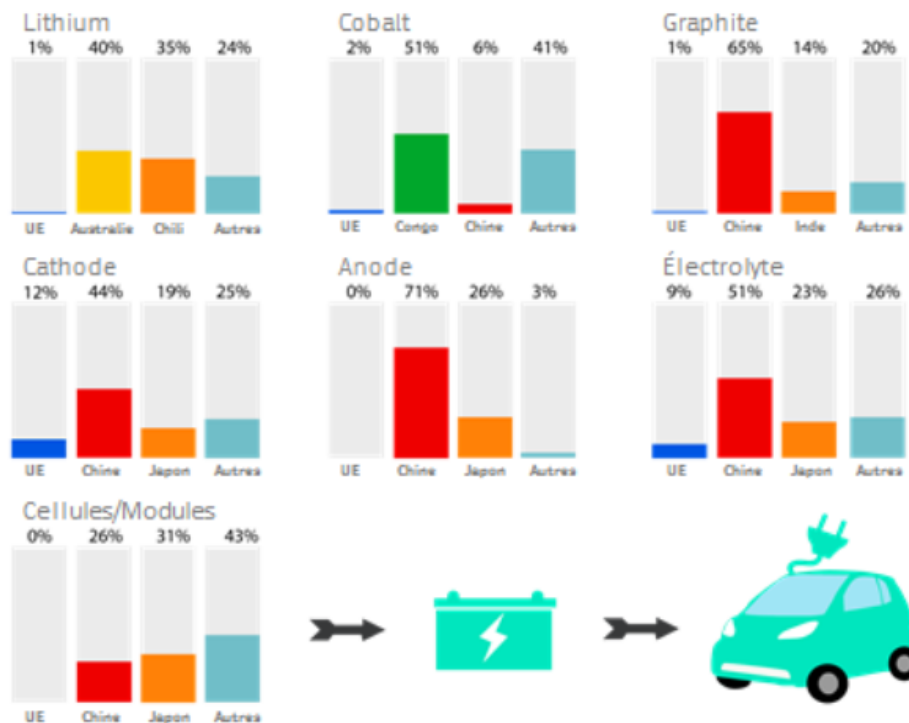 Lithium
1% 40% 35% 24%
UE Australie Chili Autres
Cobalt
2% 51% 6% 41%
UE Congo Chine Autres
Graphite
1% 65% 14% 20%
UE Chine Inde Autres
Cathode
12% 44% 19% 25%
UE Chine Japon Autres
Anode
0% 71% 26% 3%
UE Chine Japon Autres
Électrolyte
9% 51% 23% 26%
UE Chine Japon Autres
Cellules/Modules
0% 26% 31% 43%
UE Chine Japon Autres